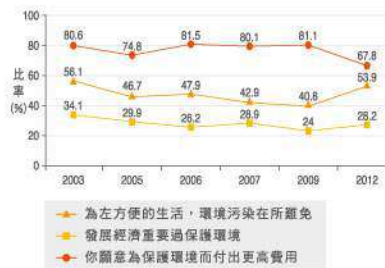 100
80
60
40
20
0
比率(%)
80.6 74.8 81.5 80.1 81.1 67.8
56.1 46.7 47.9 42.9 40.8 53.9
34.1 29.9 26.2 28.9 24 28.2
2003 2005 2006 2007 2009 2012
為左方便的生活，環境污染在所難免
發展經濟重要過保護環境
你願意為保護環境而付出更高費用